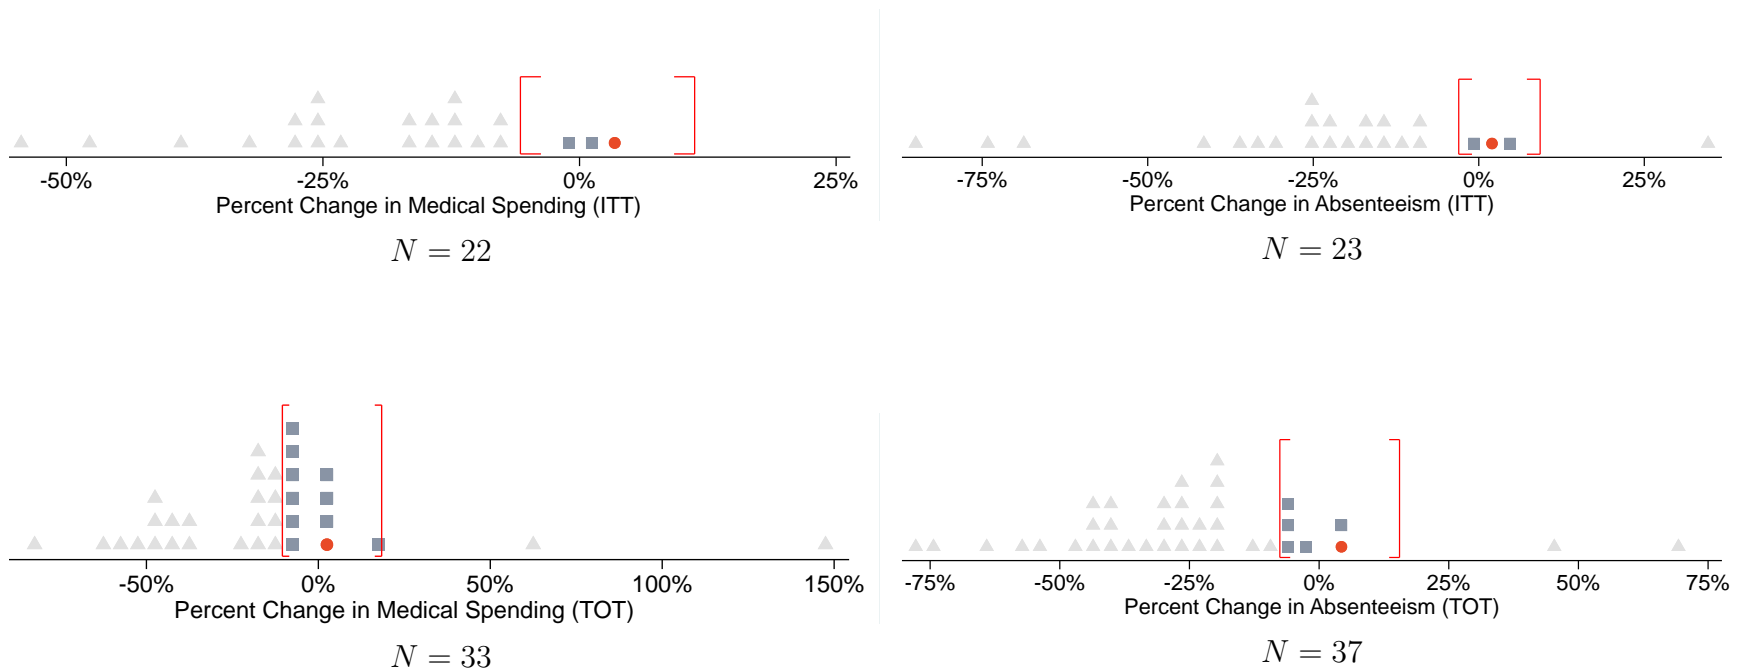 -50% -25% 0% 25%
Percent Change in Medical Spending (ITT)
N = 22
-75% -50% -25% 0% 25%
Percent Change in Absenteeism (ITT)
N = 23
-50% 0% 50% 100% 150%
Percent Change in Medical Spending (TOT)
N = 33
-75% -50% -25% 0% 25% 50% 75%
Percent Change in Absenteeism (TOT)
N = 37